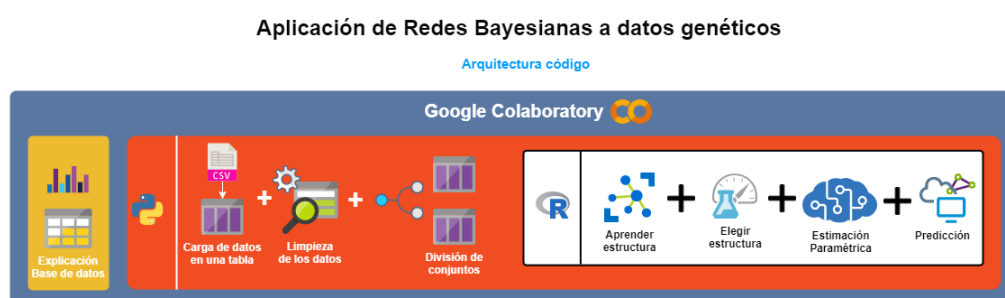 Aplicación de Redes Bayesianas a datos genéticos
Arquitectura código
Google Colaboratory
Explicación
Base de datos
CSV
Carga de datos
en una tabla
Limpieza
de los datos
División de
conjuntos
R
Aprender
estructura
Elegir
estructura
Estimación
Paramétrica
Predicción